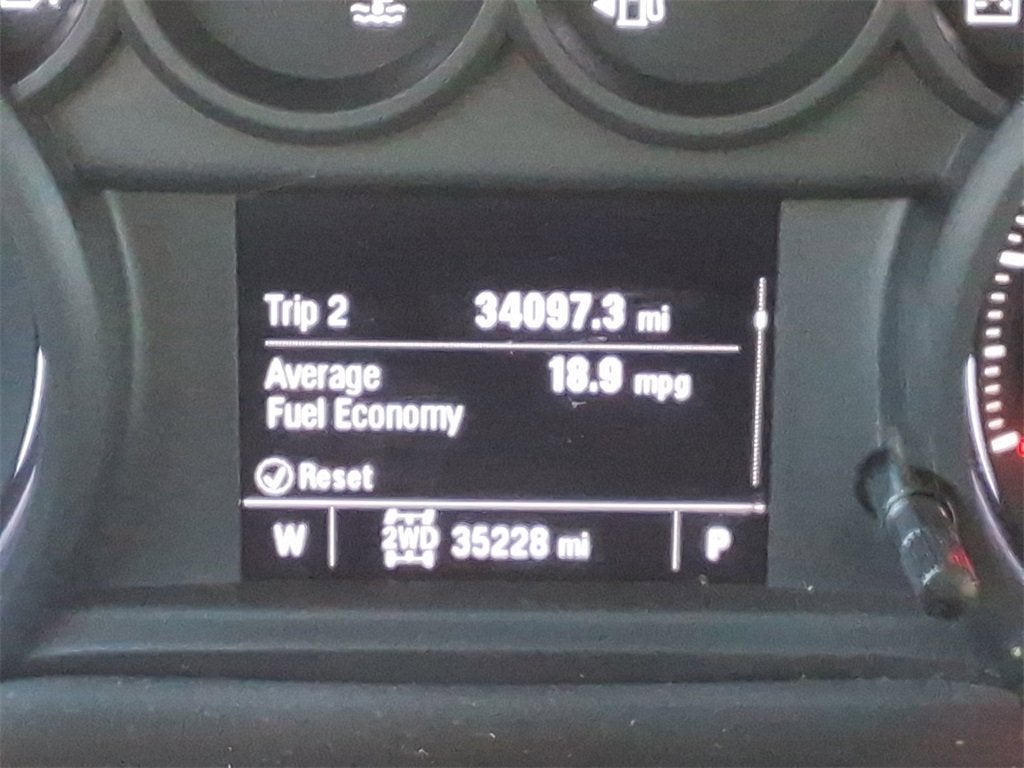 Trip 2 34097.3 mi
Average 18.9 mpg
Fuel Economy
Reset
W 2WD 35228 mi P